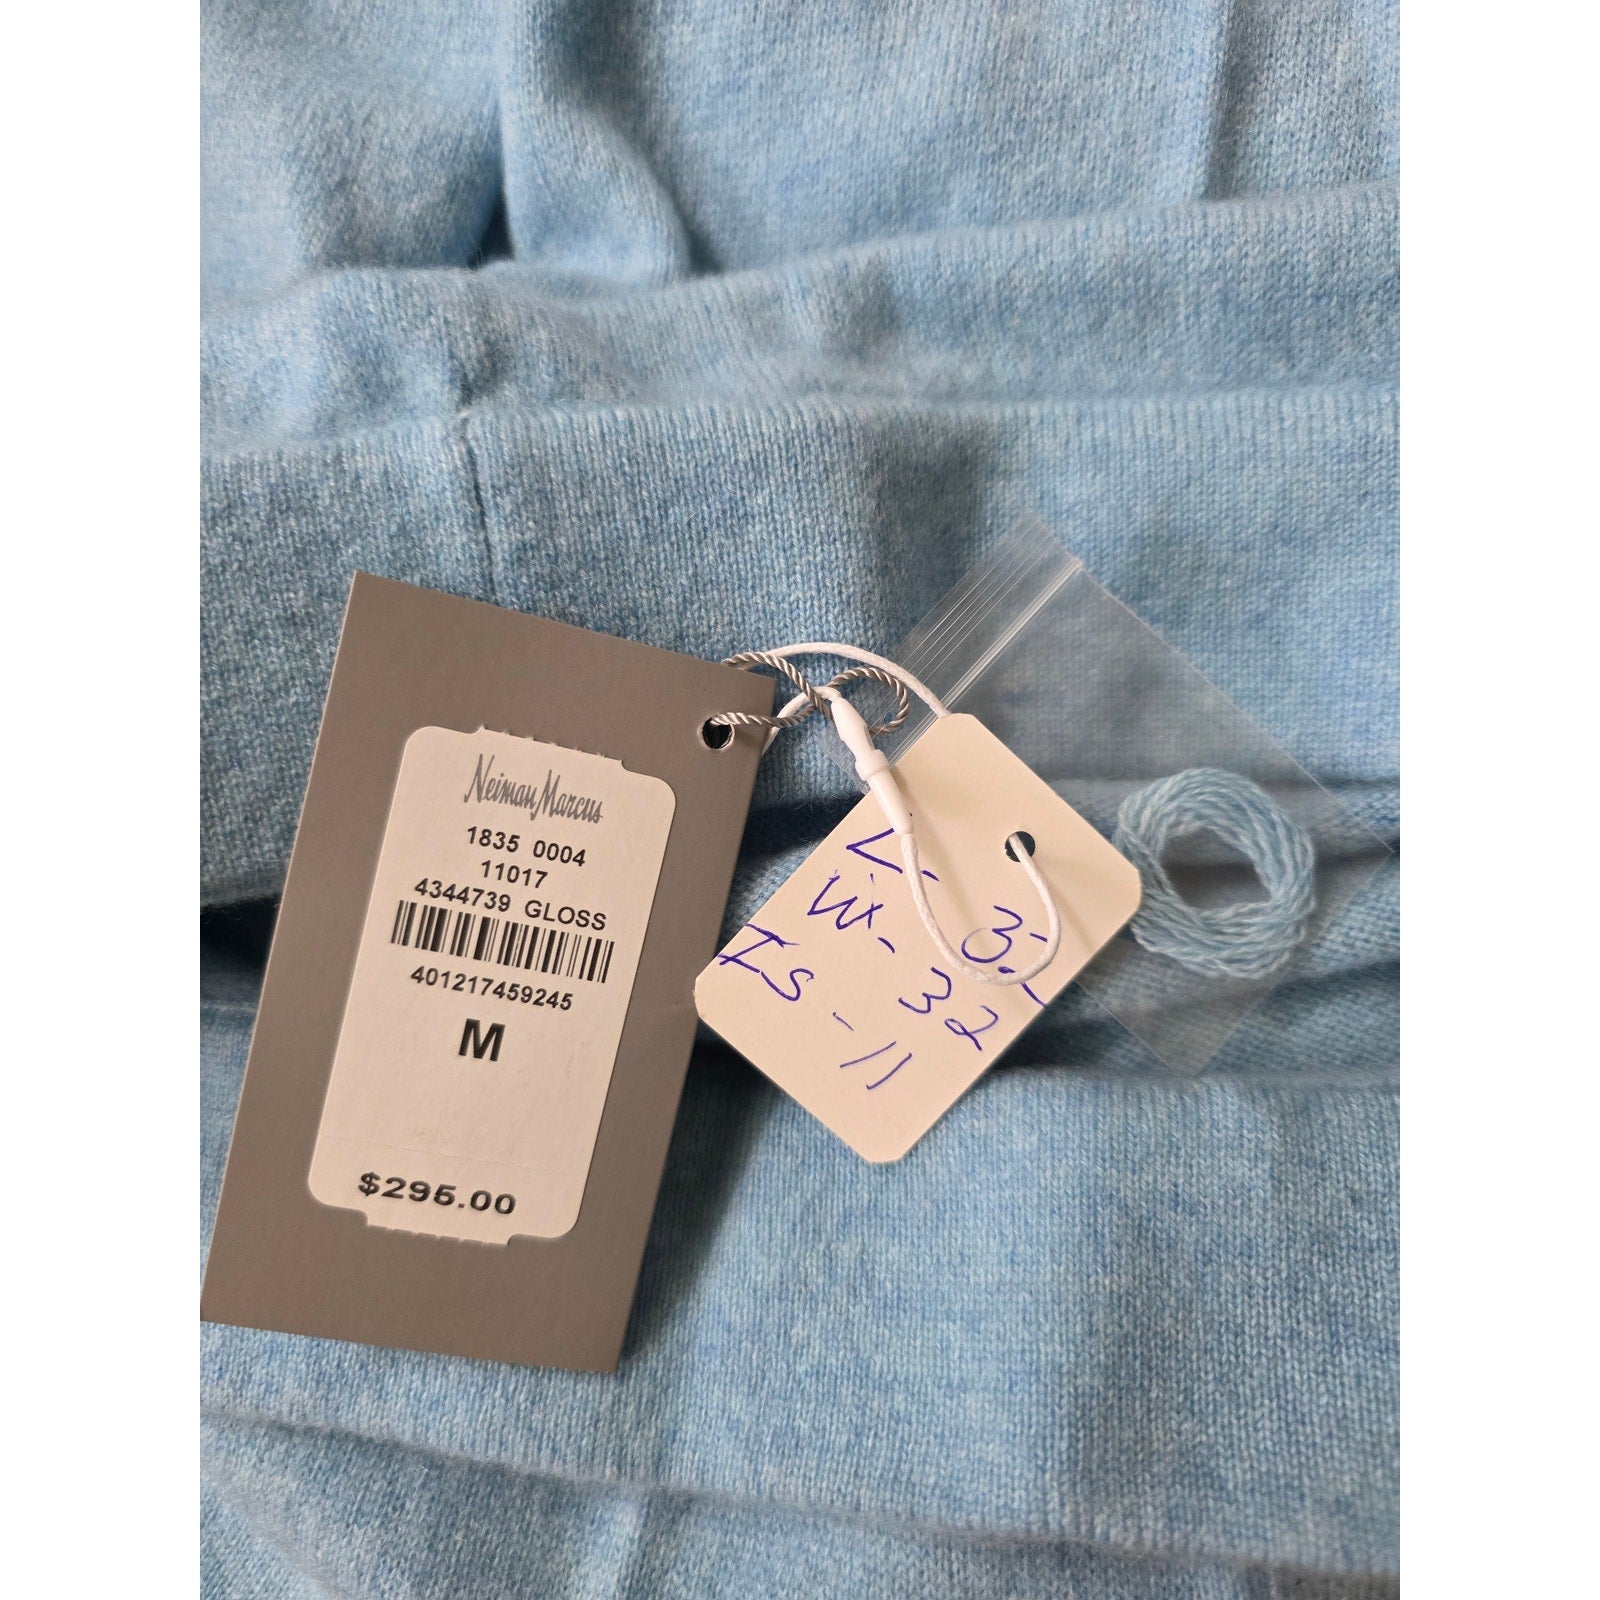 Neiman Marcus
1835 0004
11017
4344739 GLOSS
401217459245
M
$295.00
L.
W - 32
IS - 11